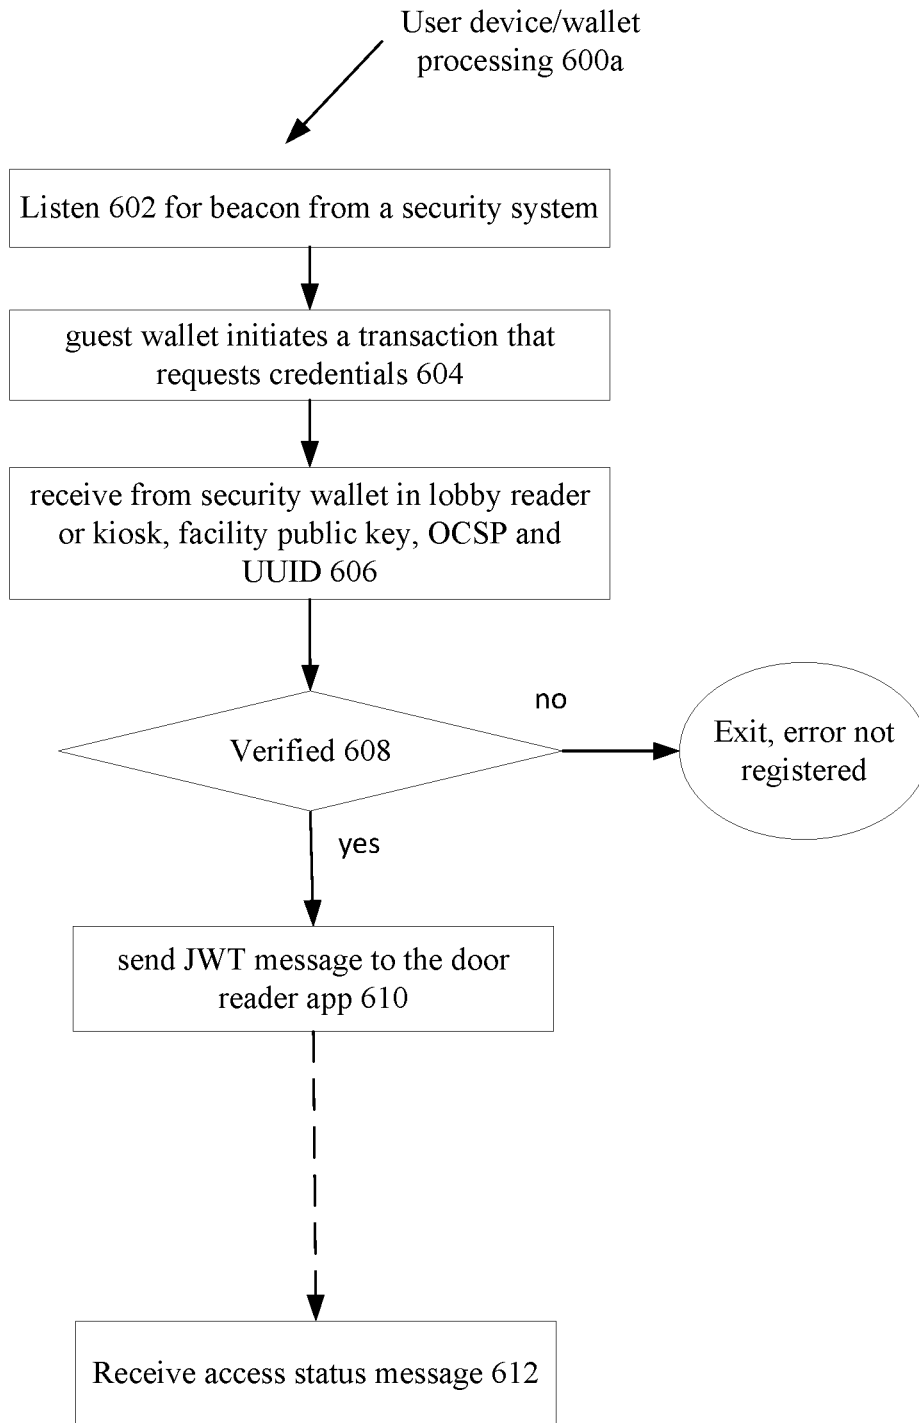 User device/wallet
processing 600a
Listen 602 for beacon from a security system
guest wallet initiates a transaction that
requests credentials 604
receive from security wallet in lobby reader
or kiosk, facility public key, OCSP and
UUID 606
no
Verified 608
Exit, error not
registered
yes
send JWT message to the door
reader app 610
Receive access status message 612